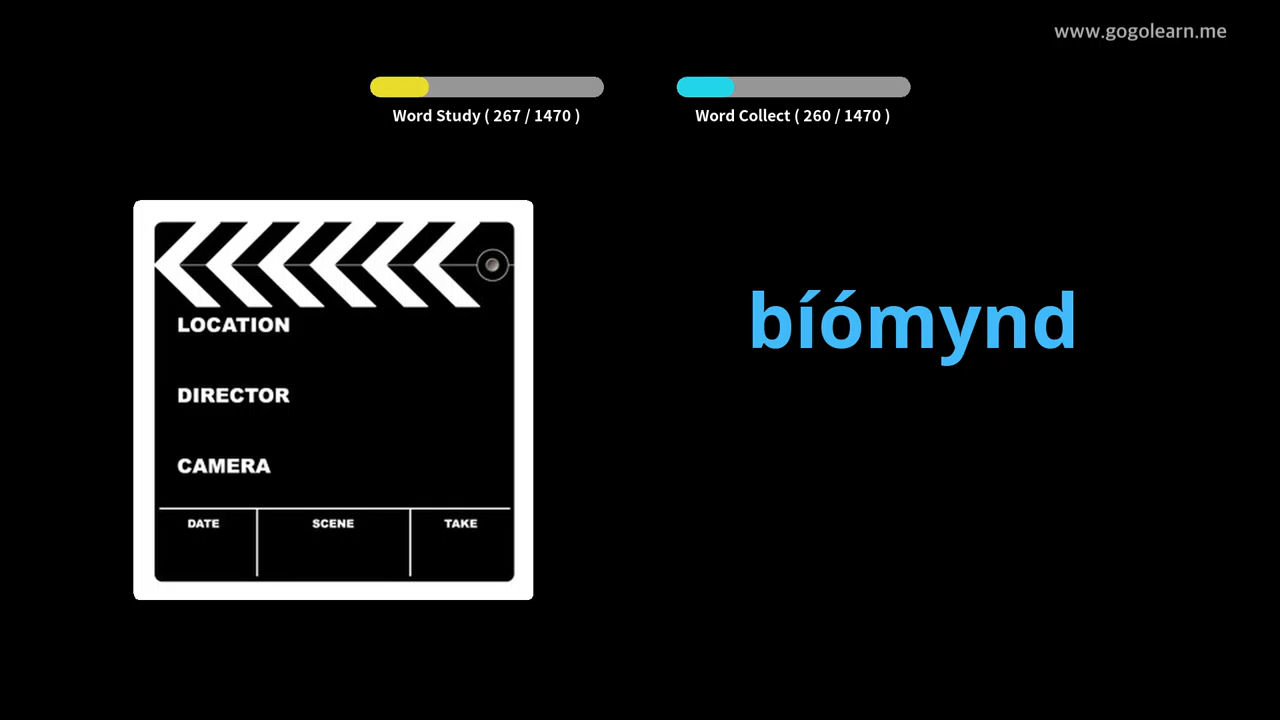 www.gogolearn.me
Word Study ( 267 / 1470 )
Word Collect ( 260 / 1470 )
LOCATION
DIRECTOR
CAMERA
DATE SCENE TAKE
bíómynd